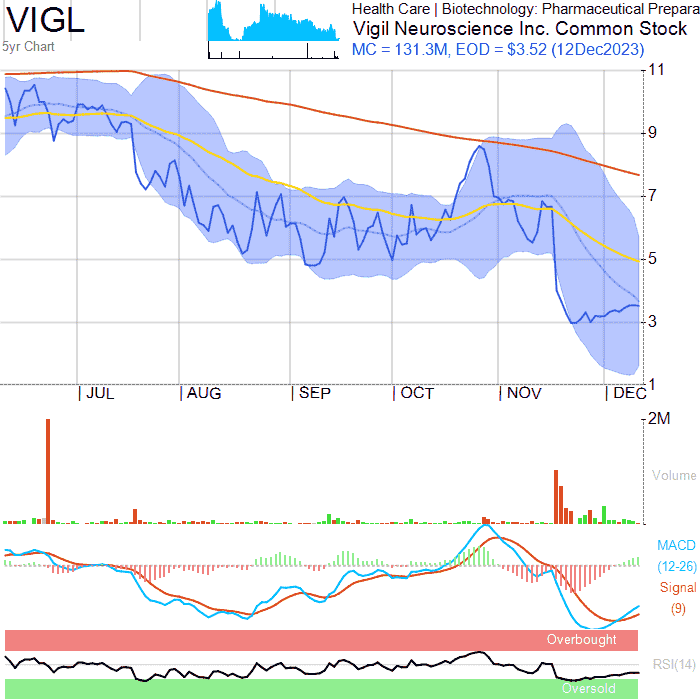 VIGL
5yr Chart
Health Care | Biotechnology: Pharmaceutical Prepara
Vigil Neuroscience Inc. Common Stock
MC = 131.3M, EOD = $3.52 (12Dec2023)
11
9
7
5
3
1
| JUL | AUG | SEP | OCT | NOV | DEC
2M
Volume
MACD
(12-26)
Signal
(9)
Overbought
RSI(14)
Oversold